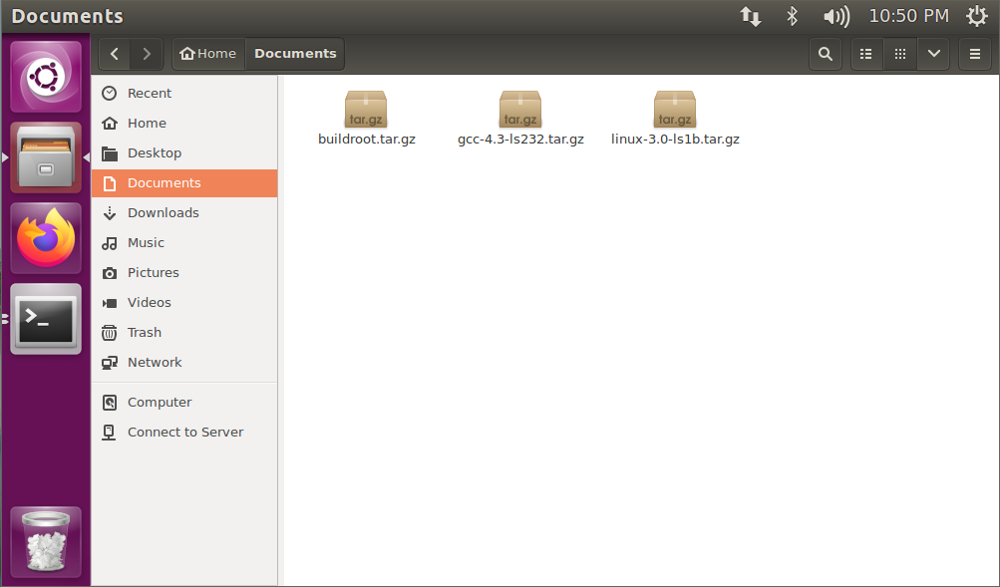 Documents
10:50 PM
Home
Documents
Recent
Home
Desktop
Documents
Downloads
Music
Pictures
Videos
Trash
Network
Computer
Connect to Server
tar.gz tar.gz tar.gz
buildroot.tar.gz gcc-4.3-ls232.tar.gz linux-3.0-ls1b.tar.gz
>_